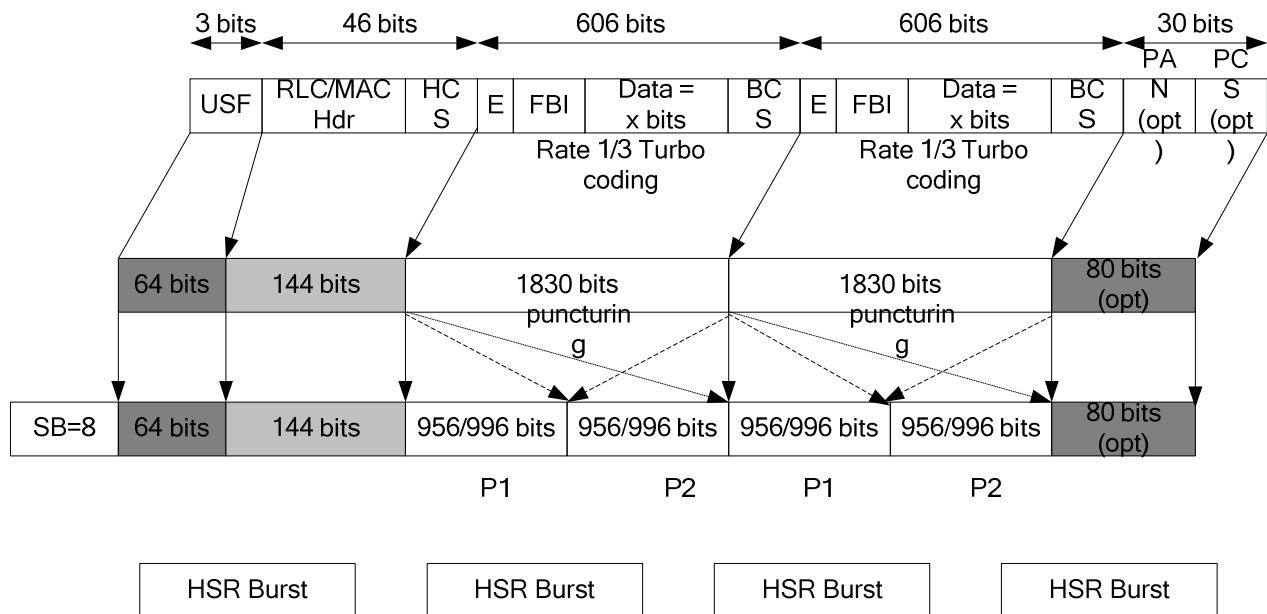 3 bits
46 bits
606 bits
606 bits
30 bits
USF
RLC/MAC
Hdr
HC
S
E
FBI
Data =
x bits
BC
S
E
FBI
Data =
x bits
BC
S
PA
N
(opt
)
PC
S
(opt
)
Rate 1/3 Turbo
coding
Rate 1/3 Turbo
coding
64 bits
144 bits
1830 bits
puncturin
g
1830 bits
puncturin
g
80 bits
(opt)
SB=8
64 bits
144 bits
956/996 bits
956/996 bits
956/996 bits
956/996 bits
80 bits
(opt)
P1
P2
P1
P2
HSR Burst
HSR Burst
HSR Burst
HSR Burst